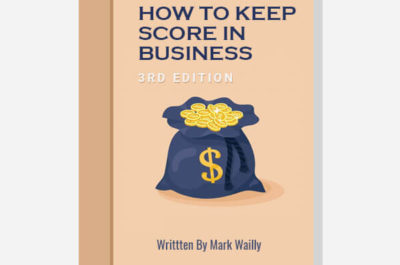 HOW TO KEEP
SCORE IN
BUSINESS
3RD EDITION
$
Writtten By Mark Wailly